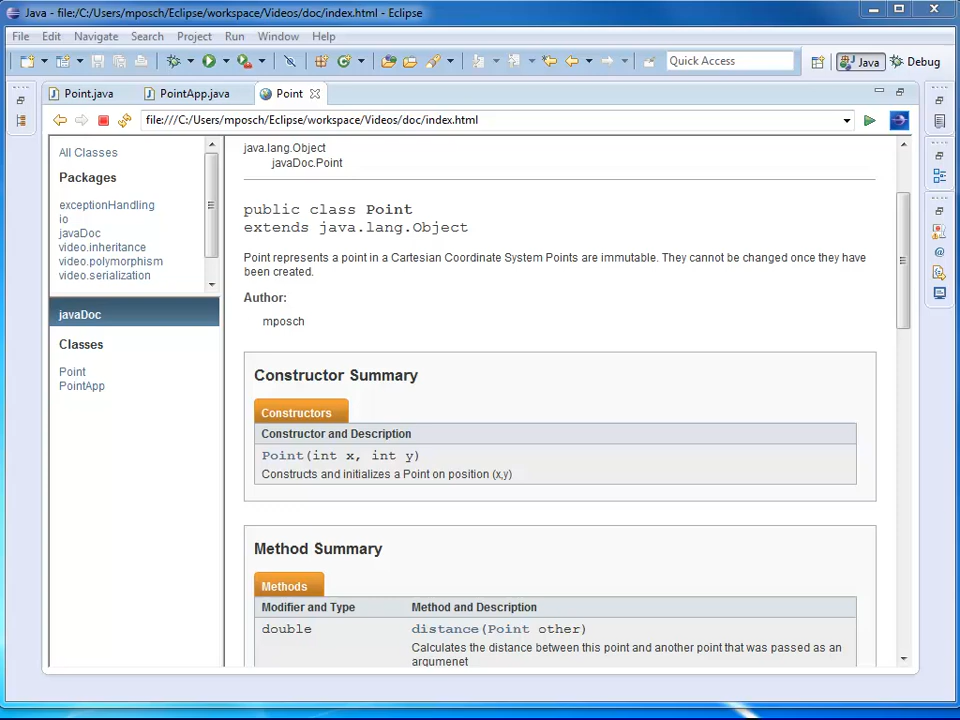 Java - file:/C:/Users/mposch/Eclipse/workspace/Videos/doc/index.html - Eclipse
File Edit Navigate Search Project Run Window Help
Quick Access
Java
Debug
Point.java
PointApp.java
Point
file:///C:/Users/mposch/Eclipse/workspace/Videos/doc/index.html
All Classes
Packages
exceptionHandling
io
javaDoc
video.inheritance
video.polymorphism
video.serialization
javaDoc
Classes
Point
PointApp
java.lang.Object
javaDoc.Point
public class Point
extends java.lang.Object
Point represents a point in a Cartesian Coordinate System Points are immutable. They cannot be changed once they have
been created.
Author:
mposch
Constructor Summary
Constructors
Constructor and Description
Point(int x, int y)
Constructs and initializes a Point on position (x,y)
Method Summary
Methods
Modifier and Type Method and Description
double distance(Point other)
Calculates the distance between this point and another point that was passed as an
argumenet